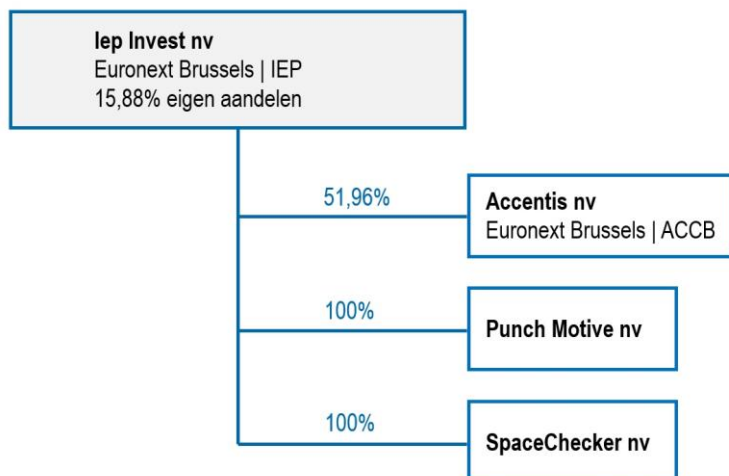 Iep Invest nv
Euronext Brussels | IEP
15,88% eigen aandelen
51,96%
Accentis nv
Euronext Brussels | ACCB
100%
Punch Motive nv
100%
SpaceChecker nv